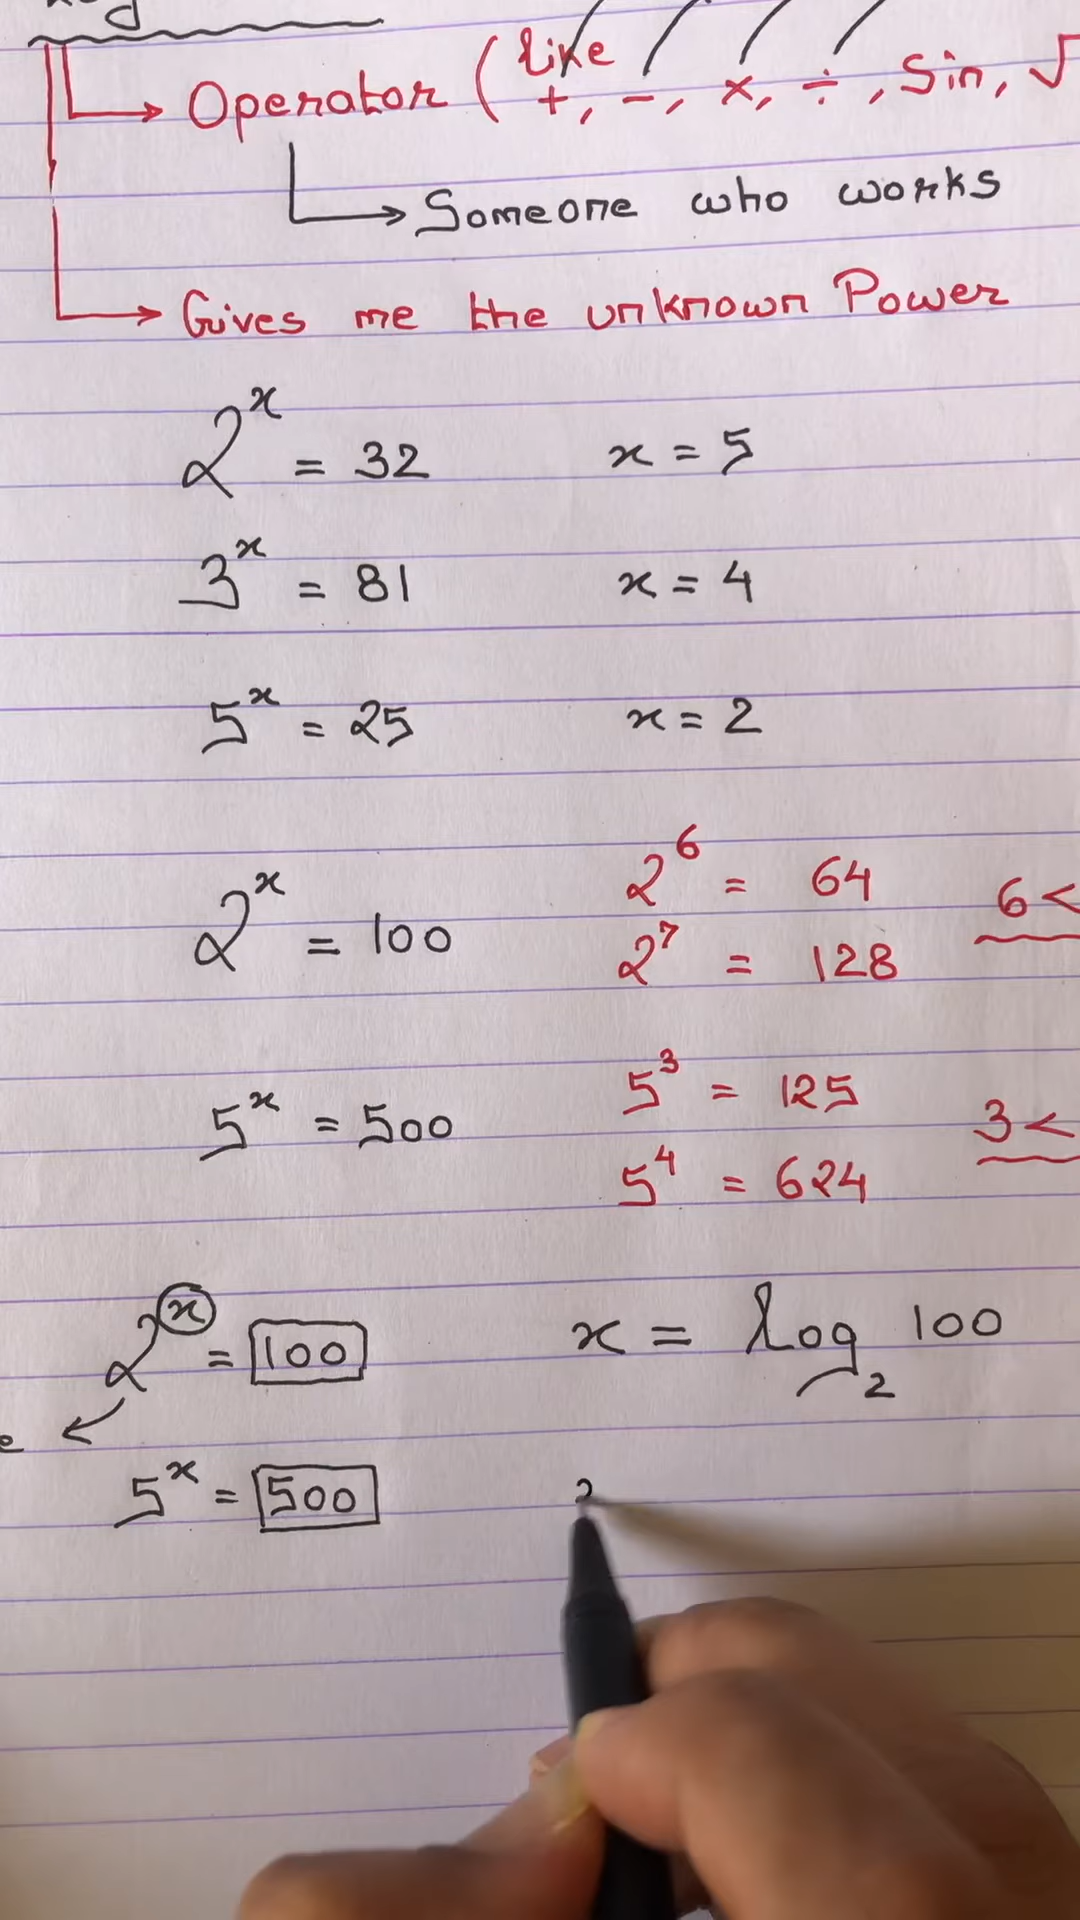 Operator ( like
+, -, ×, ÷, Sin, √
Someone who works
Gives me the unknown Power
2^x = 32 x = 5
3^x = 81 x = 4
5^x = 25 x = 2
2^x = 100 2^6 = 64 6 <
2^7 = 128
5^x = 500 5^3 = 125 3 <
5^4 = 624
2^x = 100 x = log_2 100
5^x = 500